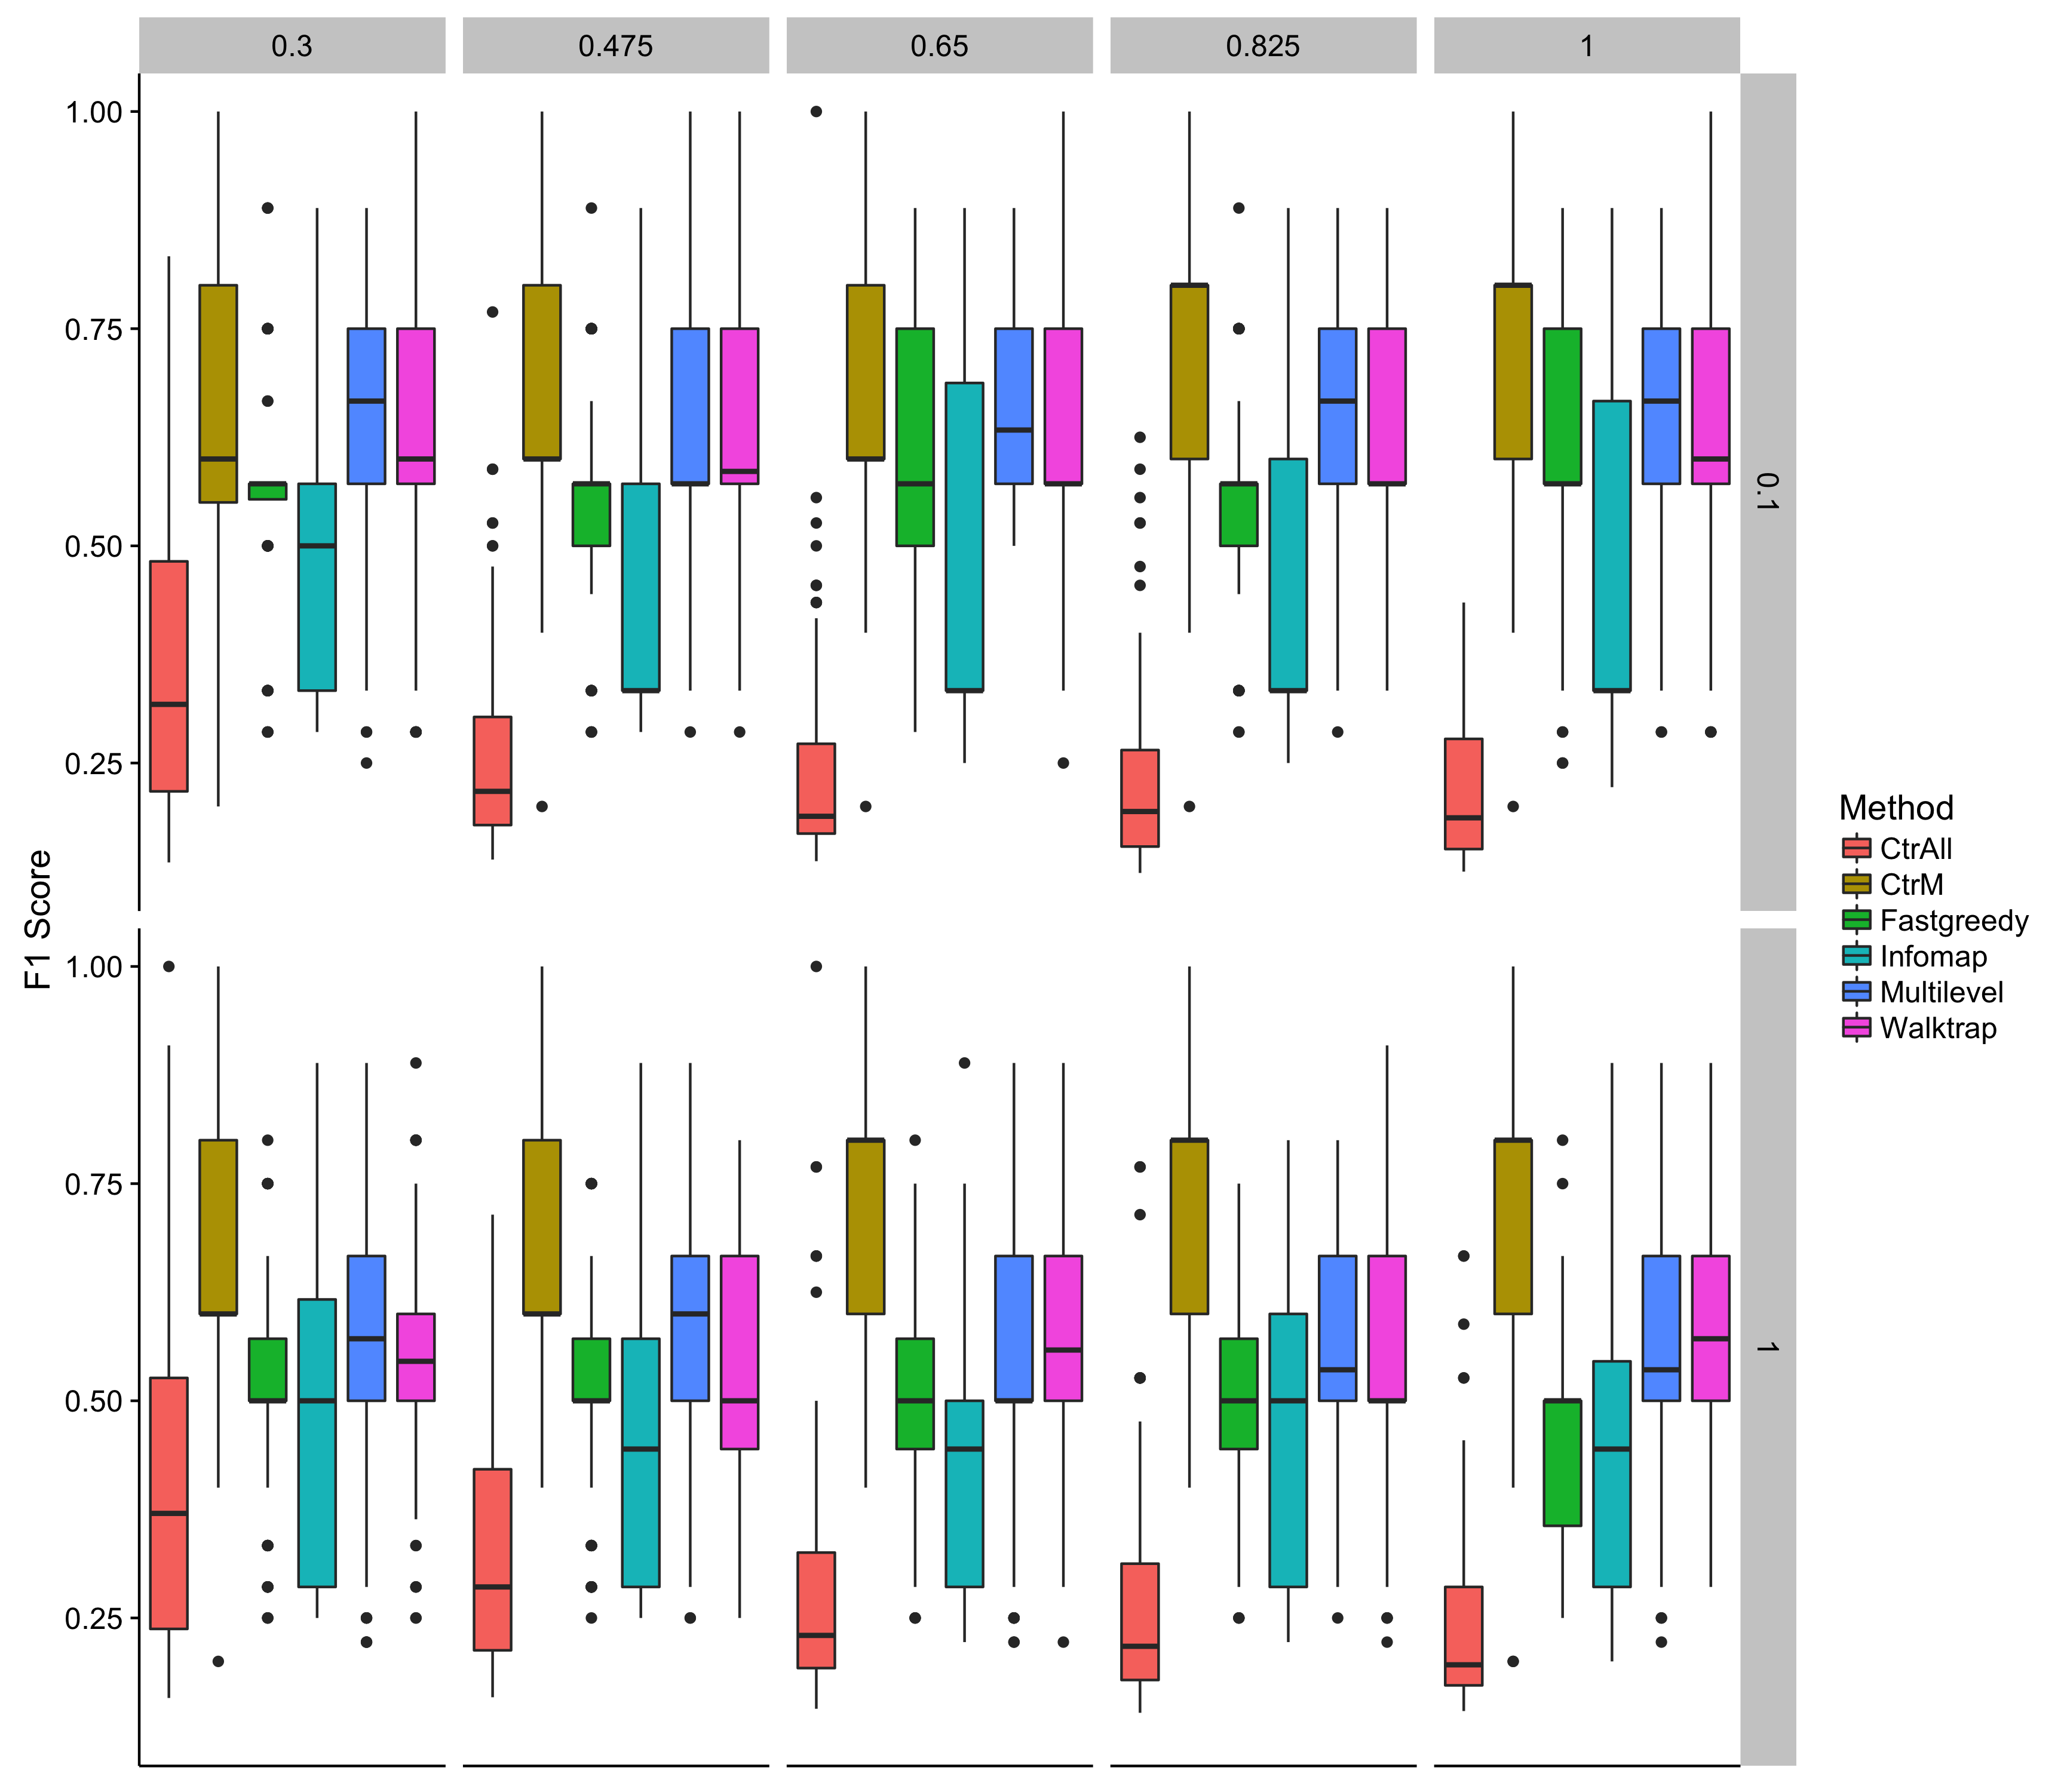 0.3 0.475 0.65 0.825 1
1.00
0.75
0.50
0.25
0.1
F1 Score
1.00
0.75
0.50
0.25
1
Method
CtrAll
CtrM
Fastgreedy
Infomap
Multilevel
Walktrap